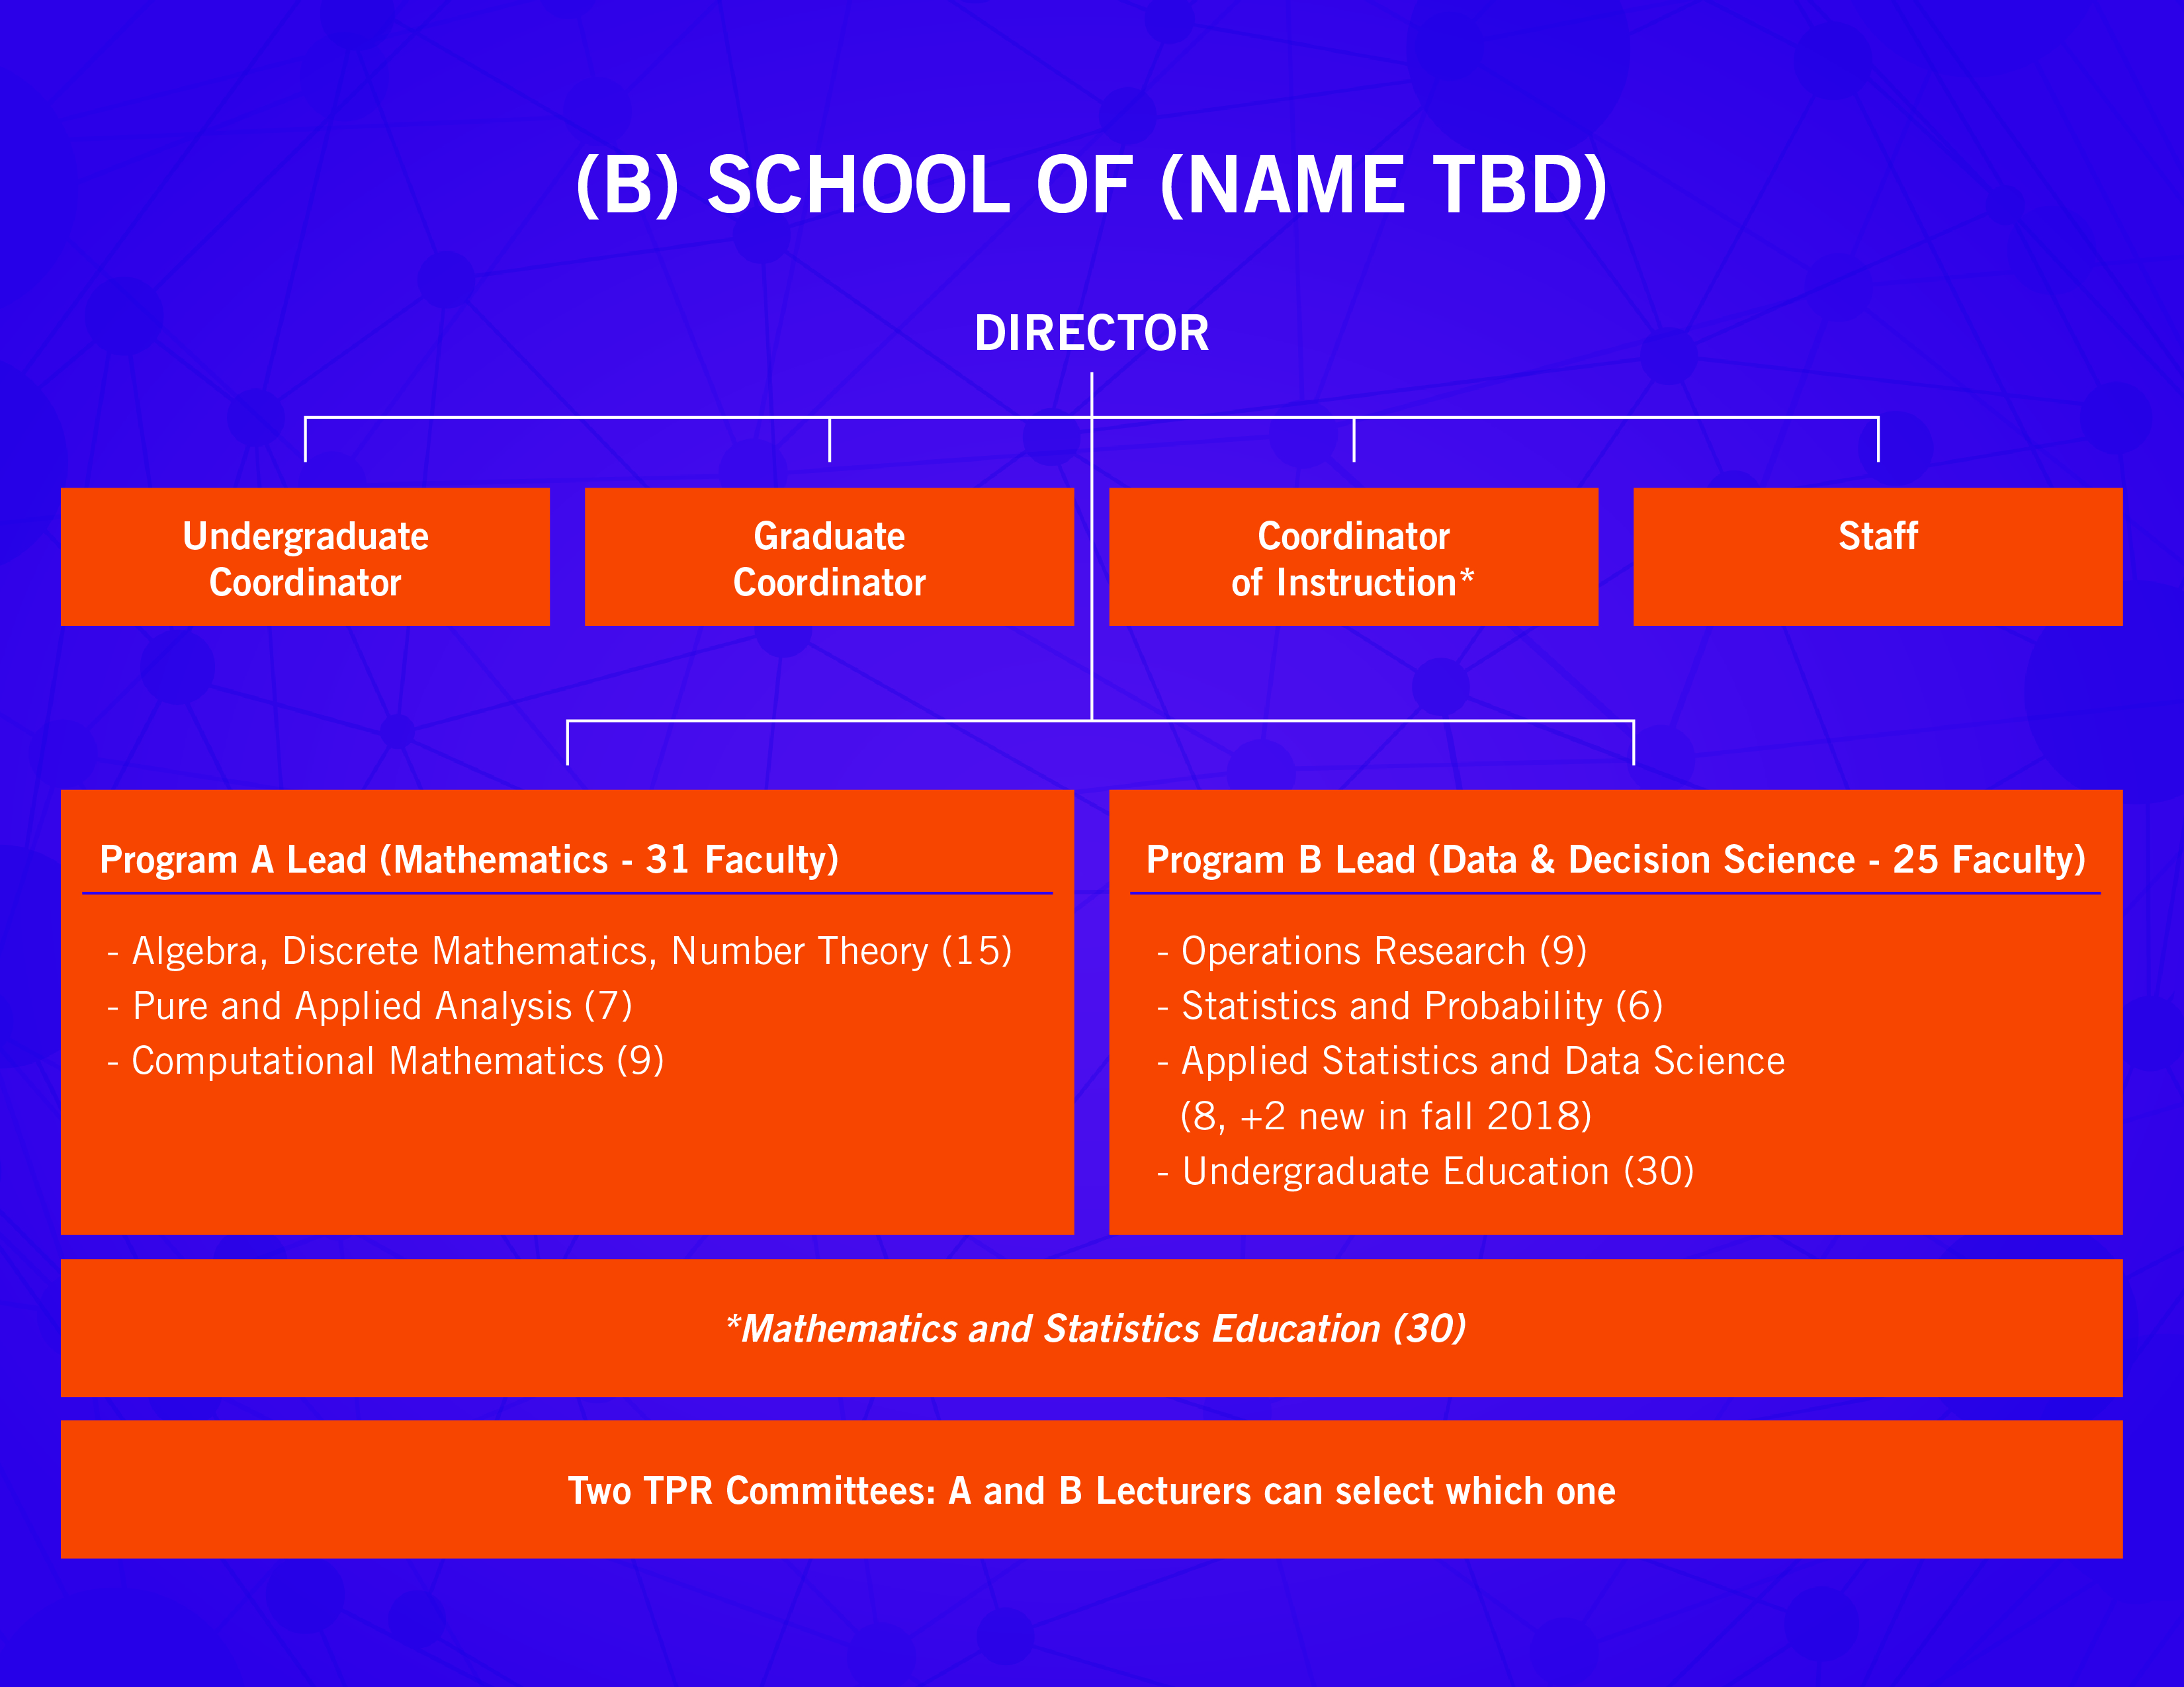 (B) SCHOOL OF (NAME TBD)
DIRECTOR
Undergraduate
Coordinator
Graduate
Coordinator
Coordinator
of Instruction*
Staff
Program A Lead (Mathematics - 31 Faculty)
- Algebra, Discrete Mathematics, Number Theory (15)
- Pure and Applied Analysis (7)
- Computational Mathematics (9)
Program B Lead (Data & Decision Science - 25 Faculty)
- Operations Research (9)
- Statistics and Probability (6)
- Applied Statistics and Data Science
(8, +2 new in fall 2018)
- Undergraduate Education (30)
*Mathematics and Statistics Education (30)
Two TPR Committees: A and B Lecturers can select which one